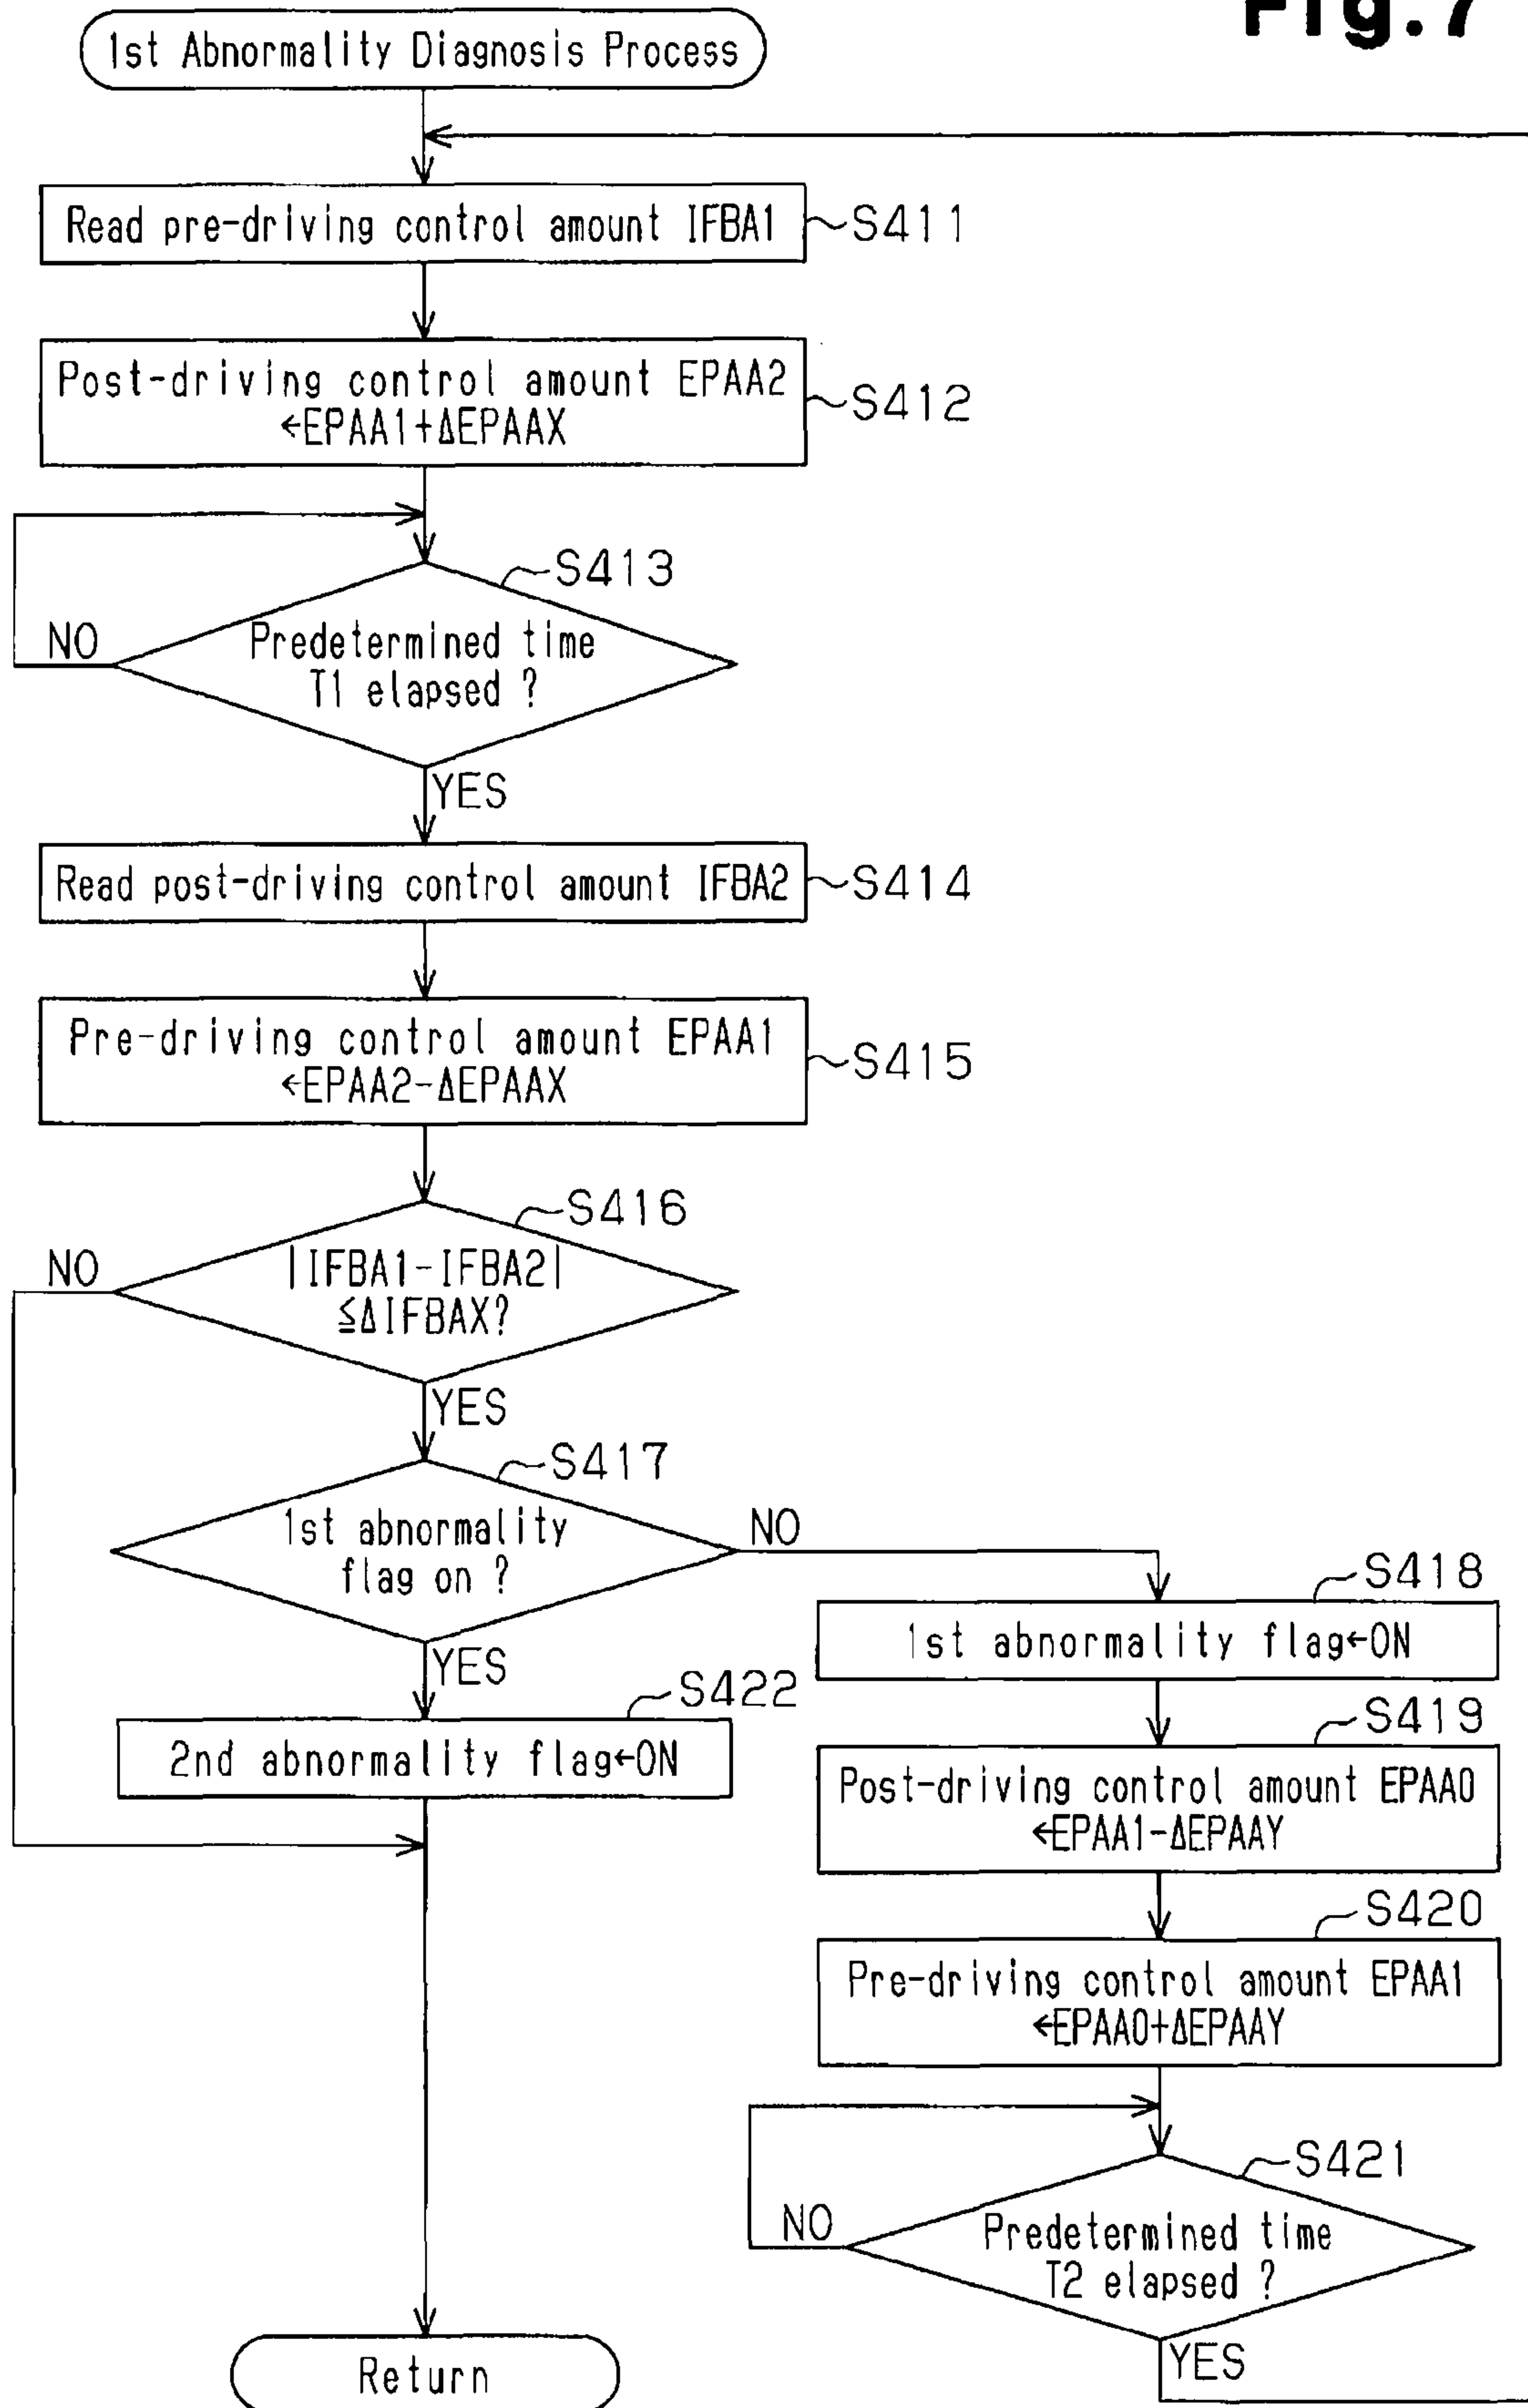 Fig.7
1st Abnormality Diagnosis Process
Read pre-driving control amount IFBA1
S411
Post-driving control amount EPAA2
←EPAA1+ΔEPAAX
S412
S413
NO
Predetermined time
T1 elapsed ?
YES
Read post-driving control amount IFBA2
S414
Pre-driving control amount EPAA1
←EPAA2-ΔEPAAX
S415
S416
NO
|IFBA1-IFBA2|
≦ΔIFBAX?
YES
S417
1st abnormality
flag on ?
NO
YES
S418
1st abnormality flag←ON
S422
2nd abnormality flag←ON
S419
Post-driving control amount EPAA0
←EPAA1-ΔEPAAY
S420
Pre-driving control amount EPAA1
←EPAA0+ΔEPAAY
S421
NO
Predetermined time
T2 elapsed ?
YES
Return